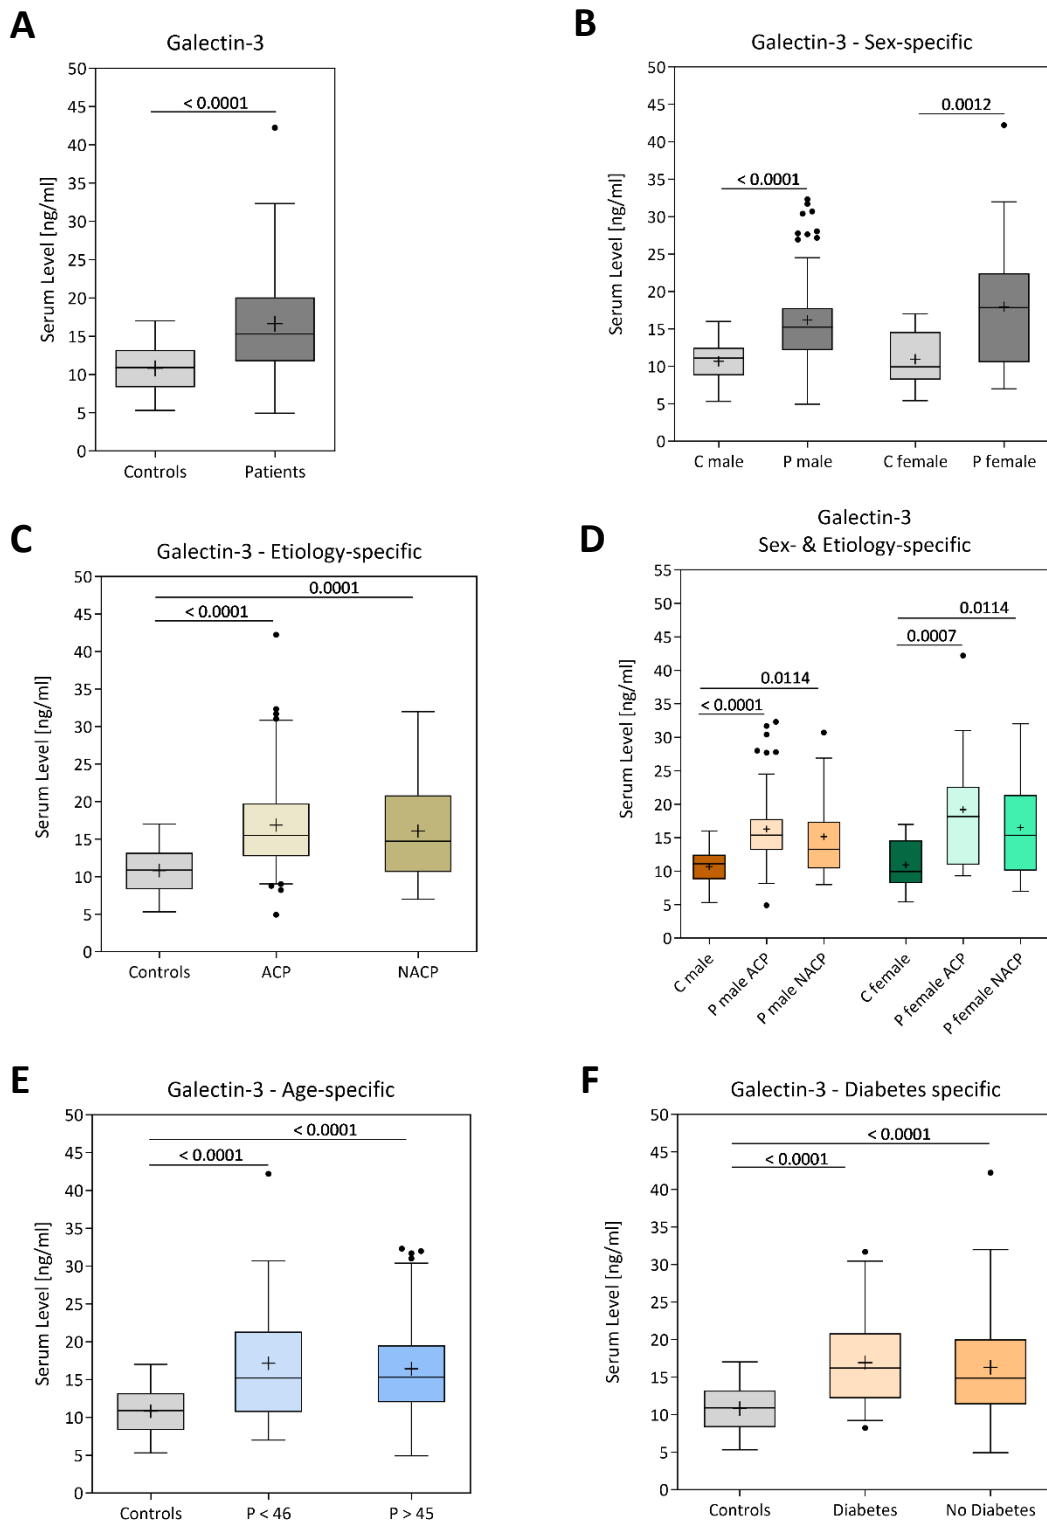 A
Galectin-3
Serum Level [ng/ml]
50
45
40
35
30
25
20
15
10
5
0
< 0.0001
Controls
Patients
B
Galectin-3 - Sex-specific
Serum Level [ng/ml]
50
45
40
35
30
25
20
15
10
5
0
< 0.0001
0.0012
C male
P male
C female
P female
C
Galectin-3 - Etiology-specific
Serum Level [ng/ml]
50
45
40
35
30
25
20
15
10
5
0
0.0001
< 0.0001
Controls
ACP
NACP
D
Galectin-3
Sex- & Etiology-specific
Serum Level [ng/ml]
55
50
45
40
35
30
25
20
15
10
5
0
0.0114
< 0.0001
0.0114
0.0007
C male
P male ACP
P male NACP
C female
P female ACP
P female NACP
E
Galectin-3 - Age-specific
Serum Level [ng/ml]
50
45
40
35
30
25
20
15
10
5
0
< 0.0001
< 0.0001
Controls
P < 46
P > 45
F
Galectin-3 - Diabetes specific
Serum Level [ng/ml]
50
45
40
35
30
25
20
15
10
5
0
< 0.0001
< 0.0001
Controls
Diabetes
No Diabetes